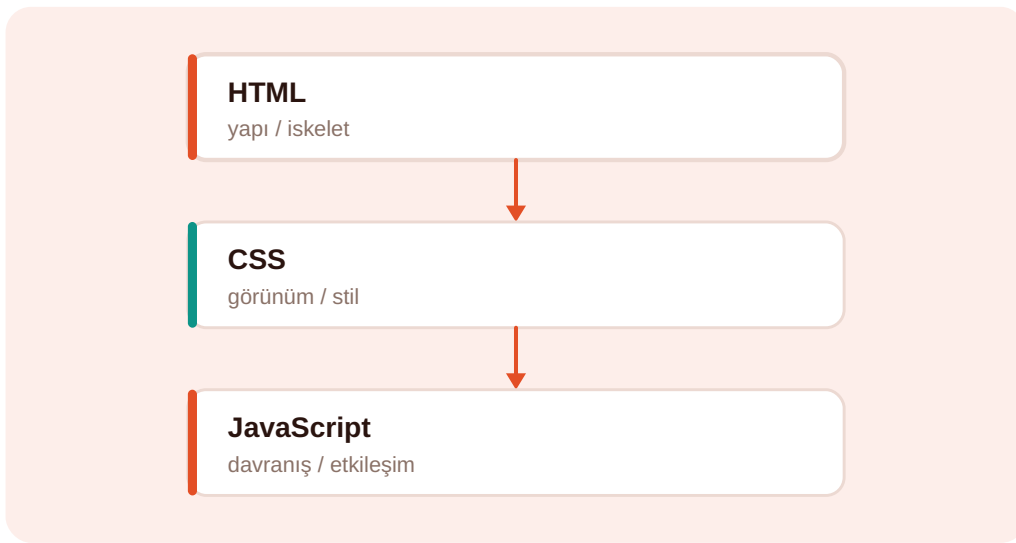 HTML
yapı / iskelet
CSS
görünüm / stil
JavaScript
davranış / etkileşim